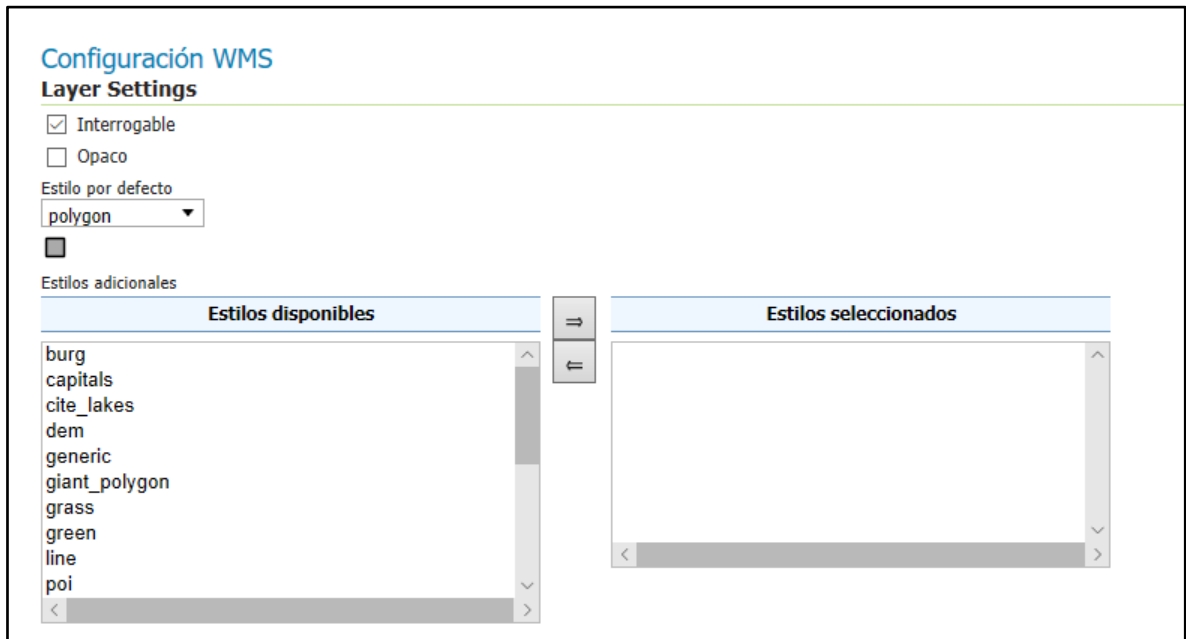 Configuración WMS
Layer Settings
Interrogable
Opaco
Estilo por defecto
polygon
Estilos adicionales
Estilos disponibles
⇒
Estilos seleccionados
⇐
burg
capitals
cite_lakes
dem
generic
giant_polygon
grass
green
line
poi